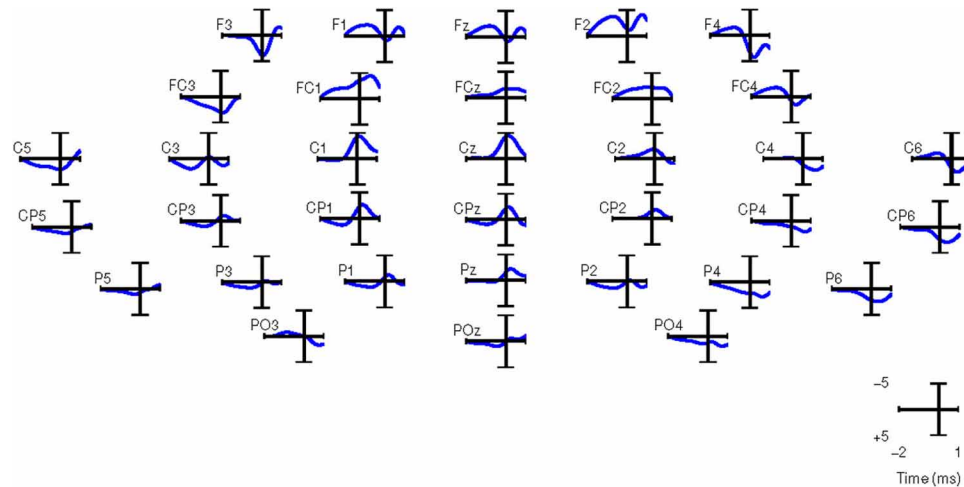 F3 F1 Fz F2 F4
FC3 FC1 FCz FC2 FC4
C5 C3 C1 Cz C2 C4 C6
CP5 CP3 CP1 CPz CP2 CP4 CP6
P5 P3 P1 Pz P2 P4 P6
PO3 POz PO4
−5
+5
−2 1
Time (ms)